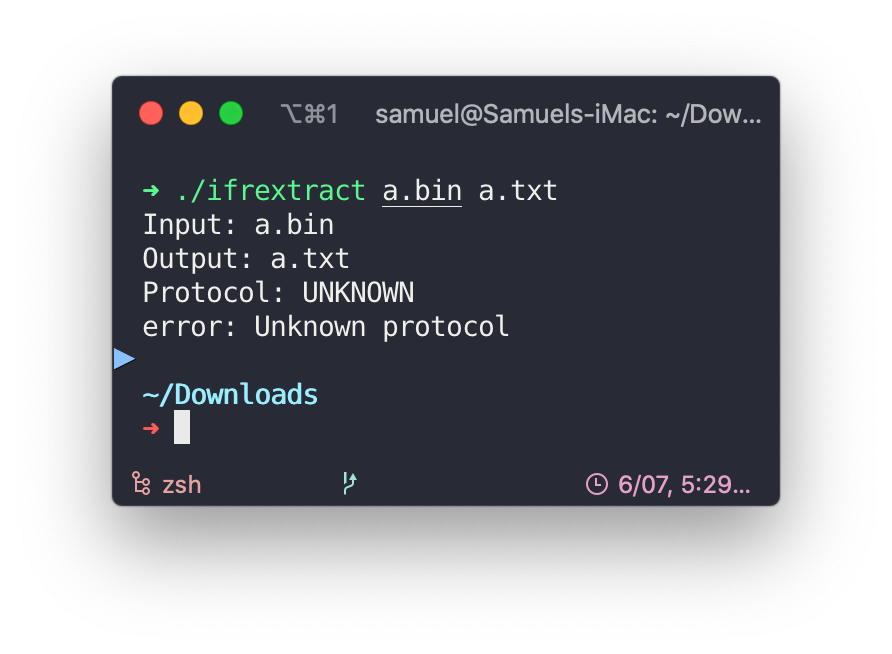 ⌥⌘1 samuel@Samuels-iMac: ~/Dow...
➜ ./ifrextract a.bin a.txt
Input: a.bin
Output: a.txt
Protocol: UNKNOWN
error: Unknown protocol
~/Downloads
➜
zsh 6/07, 5:29...